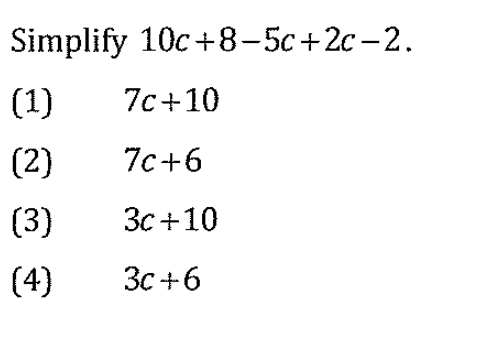 Simplify 10c+8−5c+2c−2.
(1) 7c+10
(2) 7c+6
(3) 3c+10
(4) 3c+6